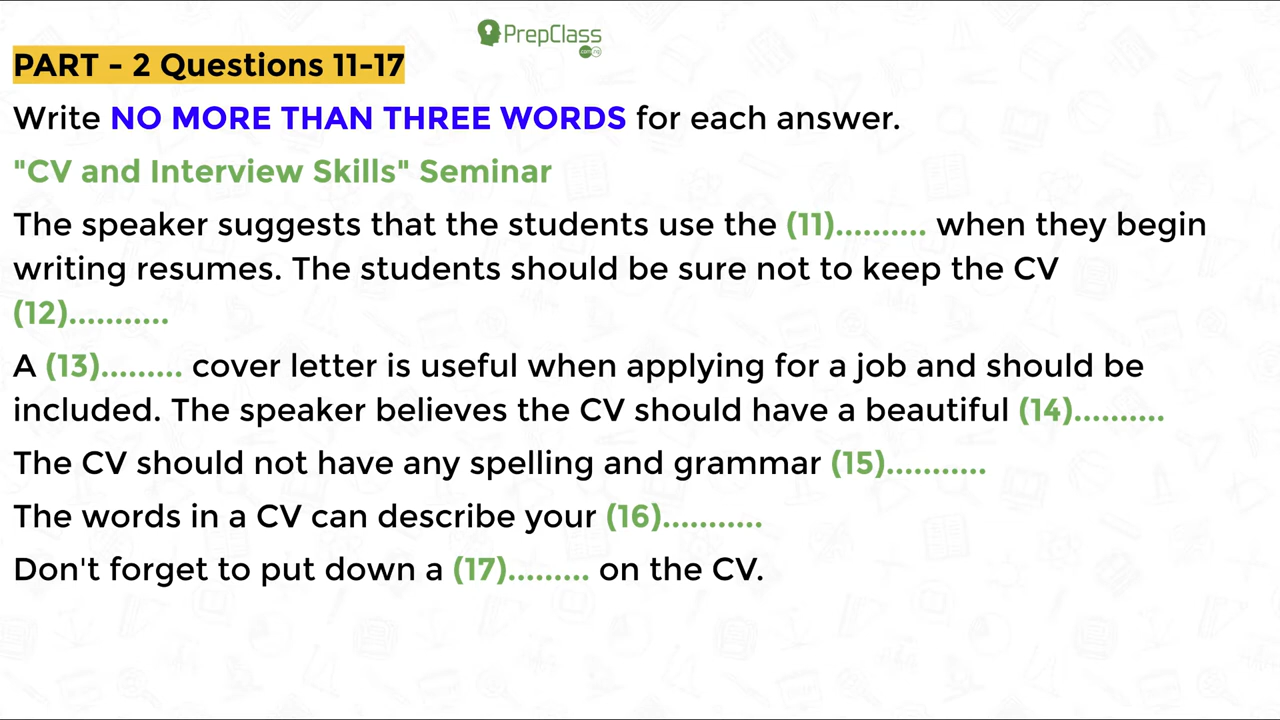 PrepClass
.com.ng
PART - 2 Questions 11-17
Write NO MORE THAN THREE WORDS for each answer.
"CV and Interview Skills" Seminar
The speaker suggests that the students use the (11).......... when they begin
writing resumes. The students should be sure not to keep the CV
(12)...........
A (13)......... cover letter is useful when applying for a job and should be
included. The speaker believes the CV should have a beautiful (14)..........
The CV should not have any spelling and grammar (15)...........
The words in a CV can describe your (16)...........
Don't forget to put down a (17)......... on the CV.